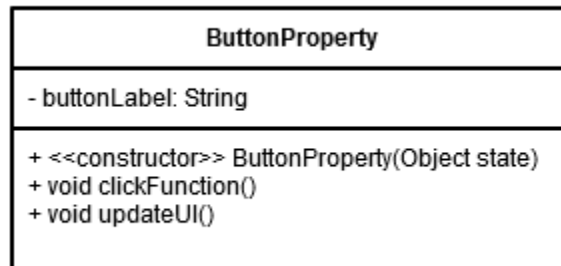 ButtonProperty
- buttonLabel: String
+ <<constructor>> ButtonProperty(Object state)
+ void clickFunction()
+ void updateUI()